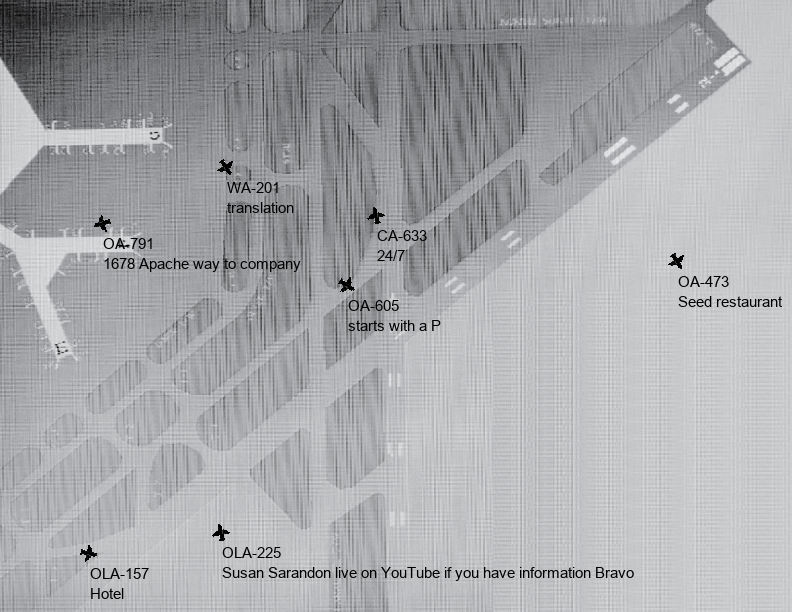 WA-201
translation
CA-633
24/7
OA-791
1678 Apache way to company
OA-473
Seed restaurant
OA-605
starts with a P
OLA-225
Susan Sarandon live on YouTube if you have information Bravo
OLA-157
Hotel